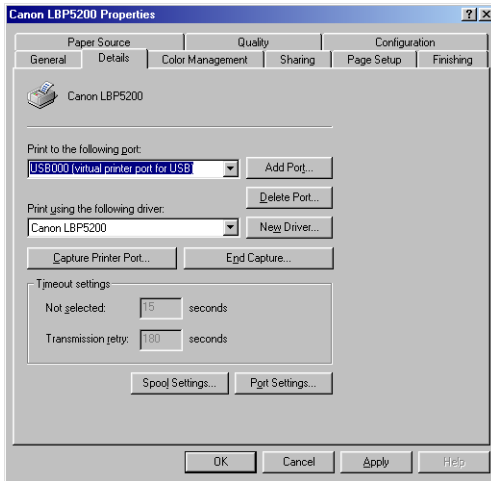 Canon LBP5200 Properties
Paper Source Quality Configuration
General Details Color Management Sharing Page Setup Finishing
Canon LBP5200
Print to the following port:
USB000 (virtual printer port for USB) Add Port...
Delete Port...
Print using the following driver:
Canon LBP5200 New Driver...
Capture Printer Port... End Capture...
Timeout settings
Not selected: 15 seconds
Transmission retry: 180 seconds
Spool Settings... Port Settings...
OK Cancel Apply Help